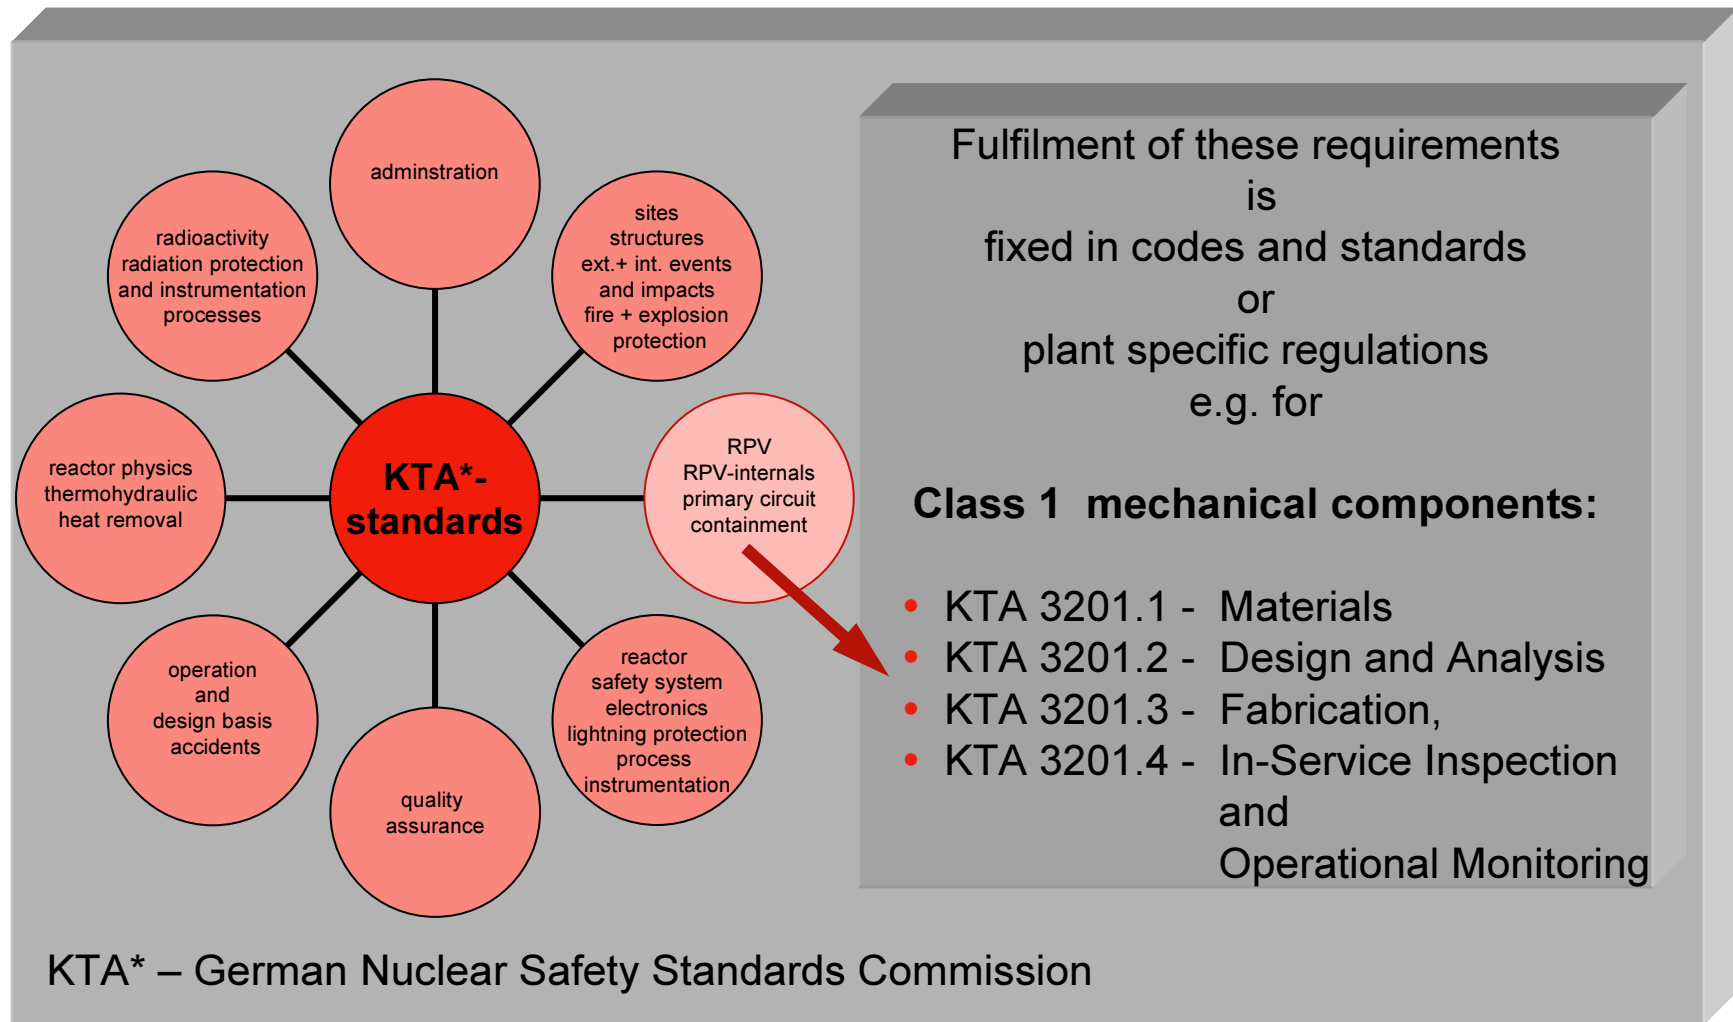 adminstration
sites
structures
ext.+ int. events
and impacts
fire + explosion
protection
RPV
RPV-internals
primary circuit
containment
reactor
safety system
electronics
lightning protection
process
instrumentation
quality
assurance
operation
and
design basis
accidents
reactor physics
thermohydraulic
heat removal
radioactivity
radiation protection
and instrumentation
processes
KTA*-
standards
Fulfilment of these requirements
is
fixed in codes and standards
or
plant specific regulations
e.g. for
Class 1 mechanical components:
• KTA 3201.1 - Materials
• KTA 3201.2 - Design and Analysis
• KTA 3201.3 - Fabrication,
• KTA 3201.4 - In-Service Inspection
and
Operational Monitoring
KTA* – German Nuclear Safety Standards Commission